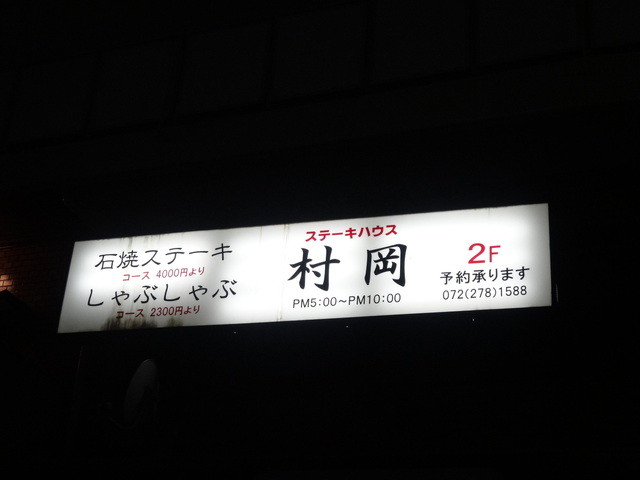 石焼ステーキ
コース 4000円より
しゃぶしゃぶ
コース 2300円より
ステーキハウス
村岡
PM5:00〜PM10:00
2F
予約承ります
072(278)1588